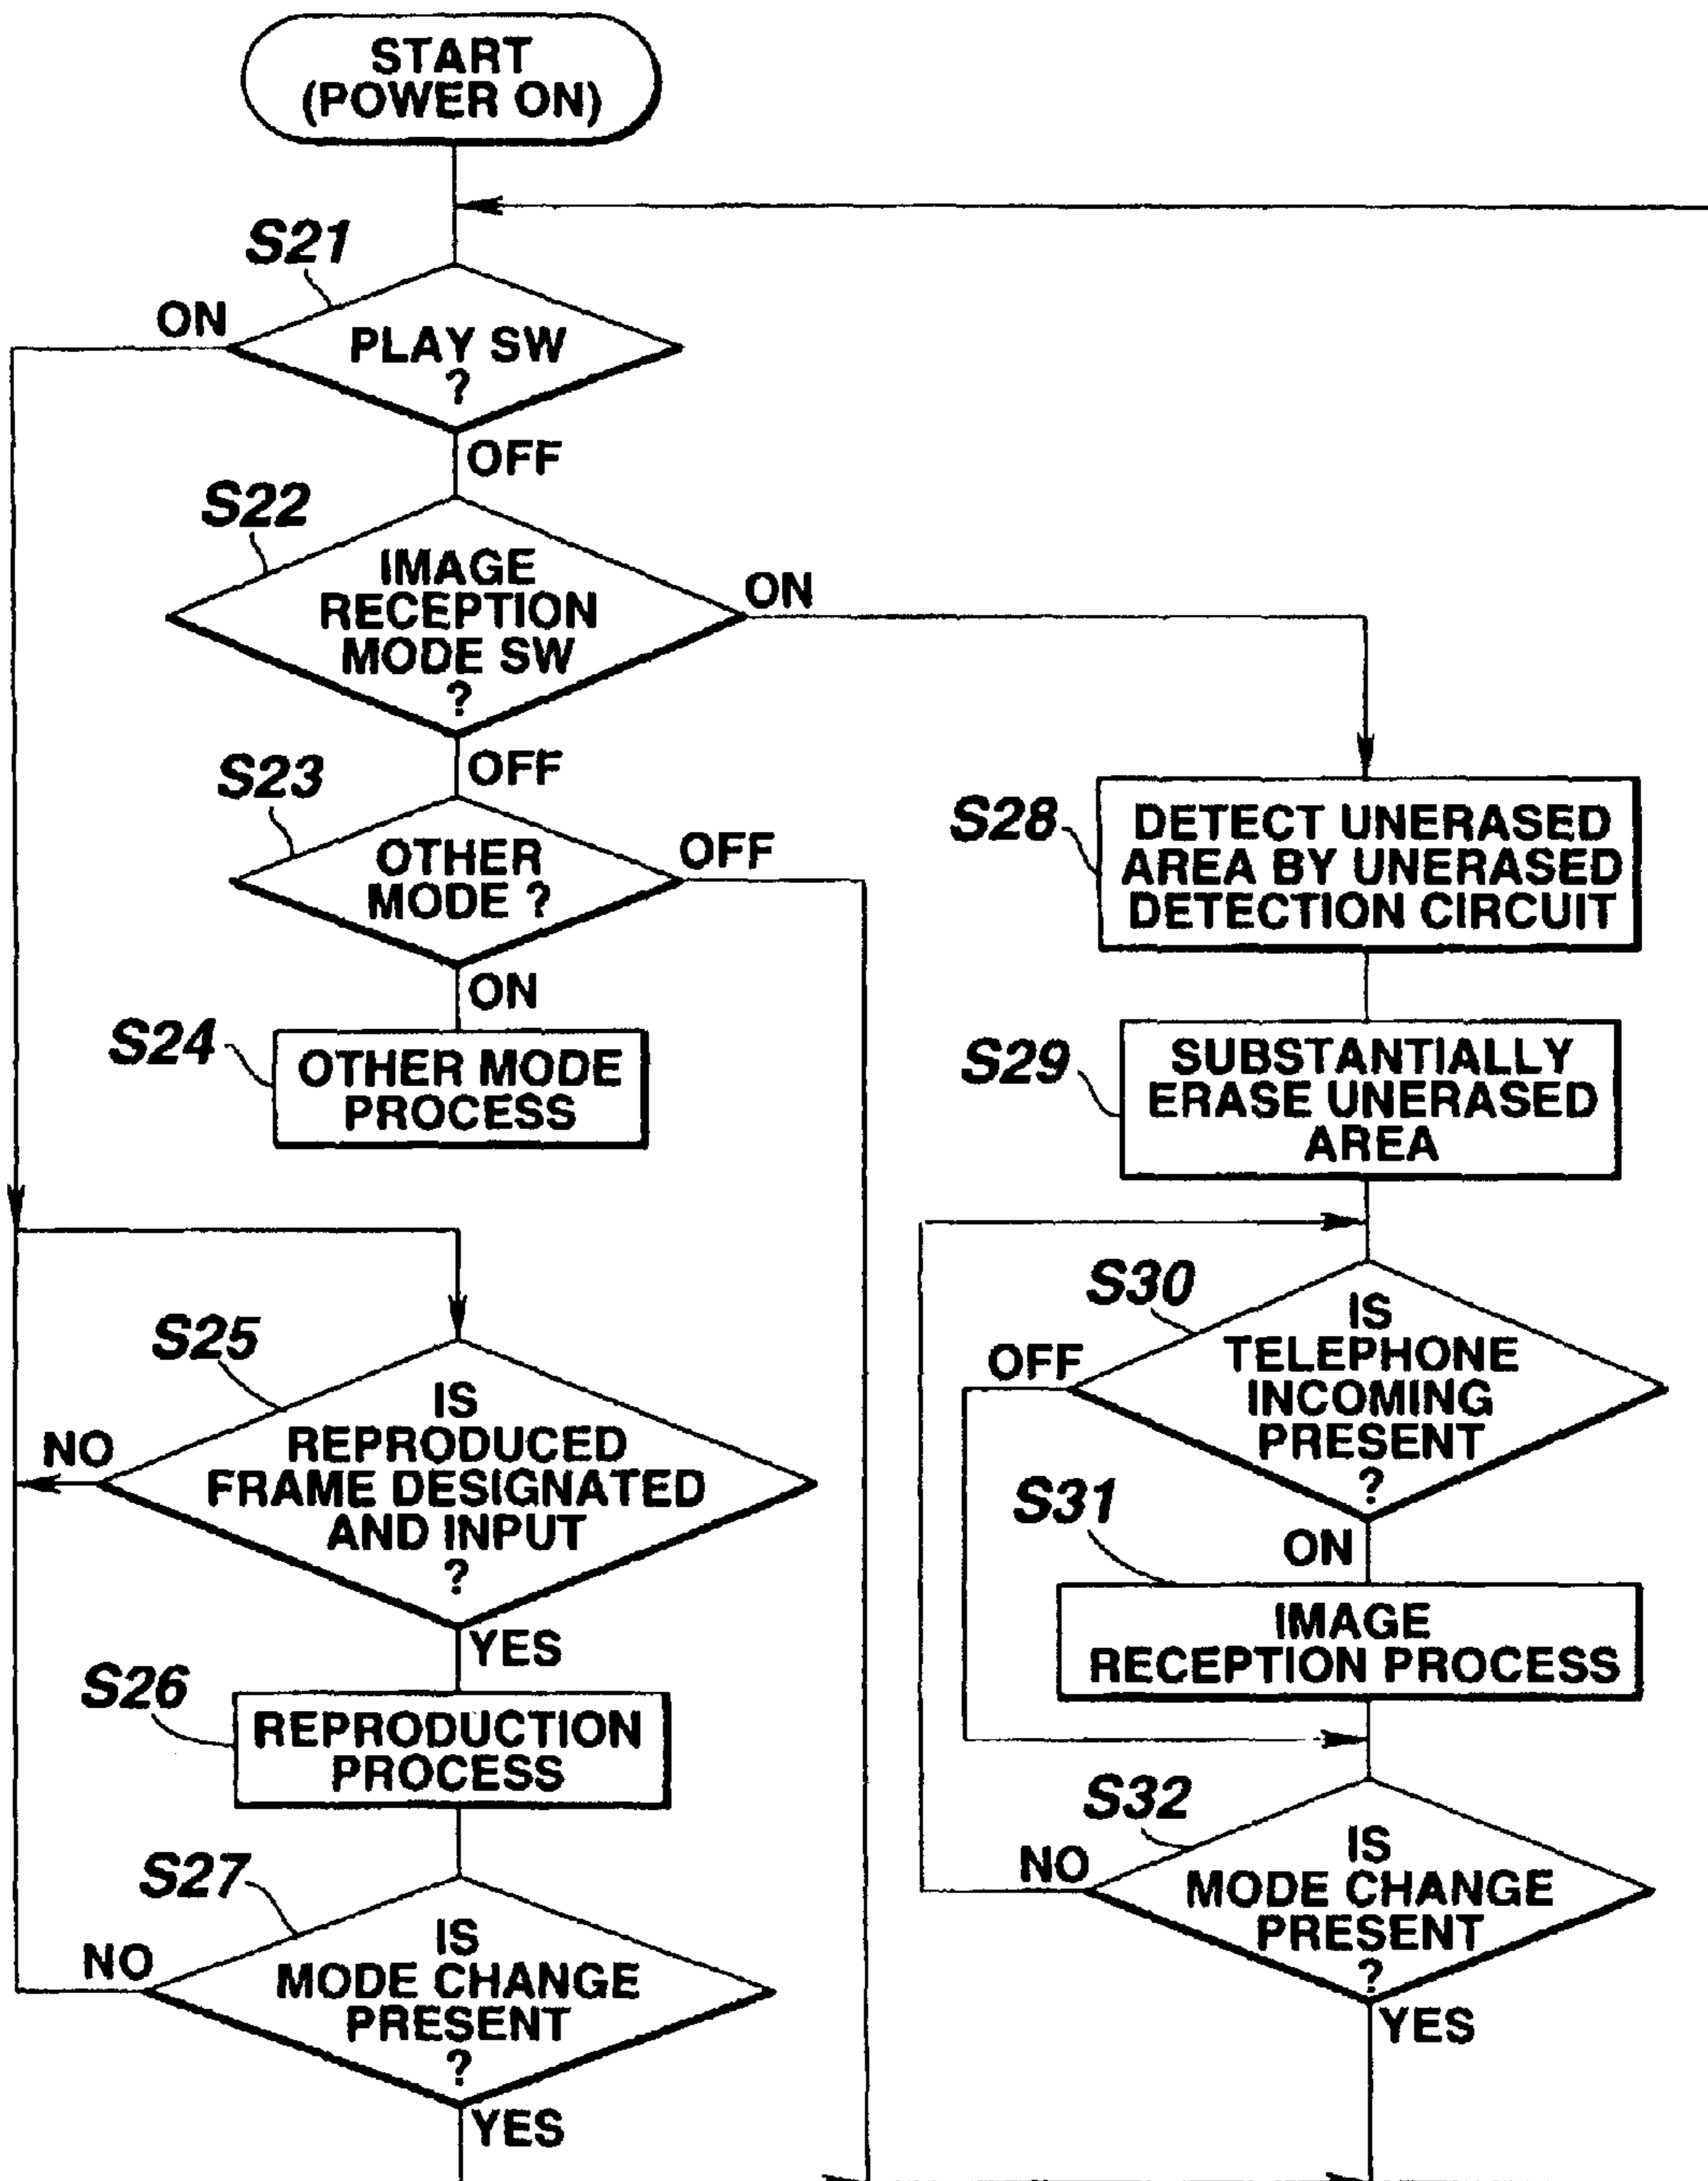 START
(POWER ON)
S21
ON
PLAY SW
?
OFF
S22
IMAGE
RECEPTION
MODE SW
?
ON
OFF
S23
OTHER
MODE ?
OFF
ON
S24
OTHER MODE
PROCESS
S25
IS
REPRODUCED
FRAME DESIGNATED
AND INPUT
?
NO
YES
S26
REPRODUCTION
PROCESS
S27
IS
MODE CHANGE
PRESENT
?
NO
YES
S28
DETECT UNERASED
AREA BY UNERASED
DETECTION CIRCUIT
S29
SUBSTANTIALLY
ERASE UNERASED
AREA
S30
IS
TELEPHONE
INCOMING
PRESENT
?
OFF
ON
S31
IMAGE
RECEPTION PROCESS
S32
IS
MODE CHANGE
PRESENT
?
NO
YES